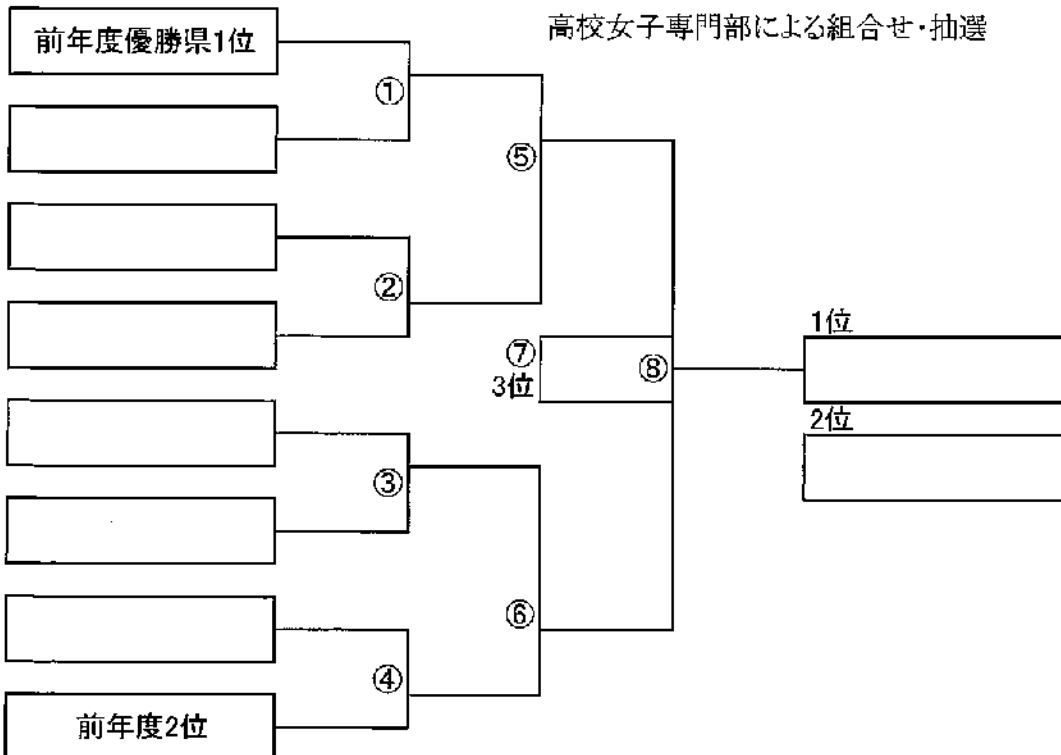 高校女子専門部による組合せ・抽選
前年度優勝県1位
①
⑤
②
1位
⑦
⑧
3位
2位
③
⑥
④
前年度2位